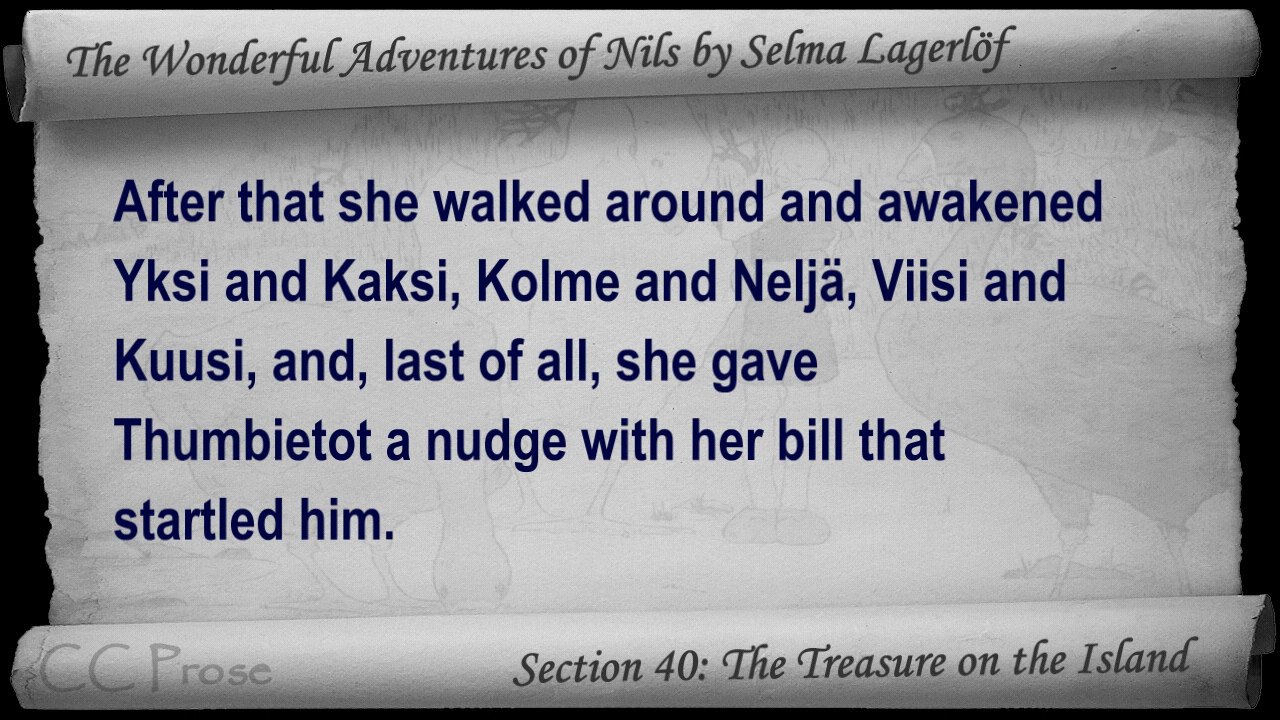 The Wonderful Adventures of Nils by Selma Lagerlöf
After that she walked around and awakened
Yksi and Kaksi, Kolme and Neljä, Viisi and
Kuusi, and, last of all, she gave
Thumbietot a nudge with her bill that
startled him.
CC Prose
Section 40: The Treasure on the Island